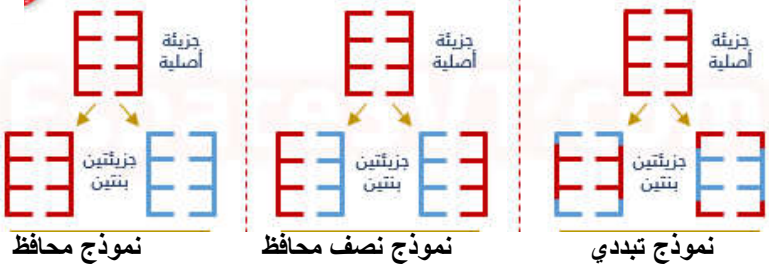 جزيئة
أصلية
جزيئتين
بنتين
نموذج تبددي
جزيئة
أصلية
جزيئتين
بنتين
نموذج نصف محافظ
جزيئة
أصلية
جزيئتين
بنتين
نموذج محافظ